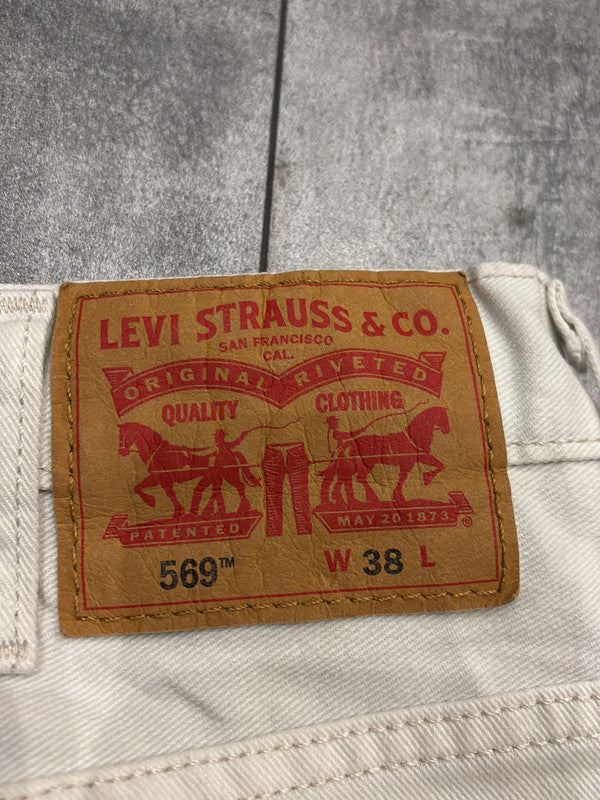 LEVI STRAUSS & CO.
SAN FRANCISCO
CAL.
ORIGINAL RIVETED
QUALITY CLOTHING
PATENTED MAY 20 1873 ®
569™ W 38 L